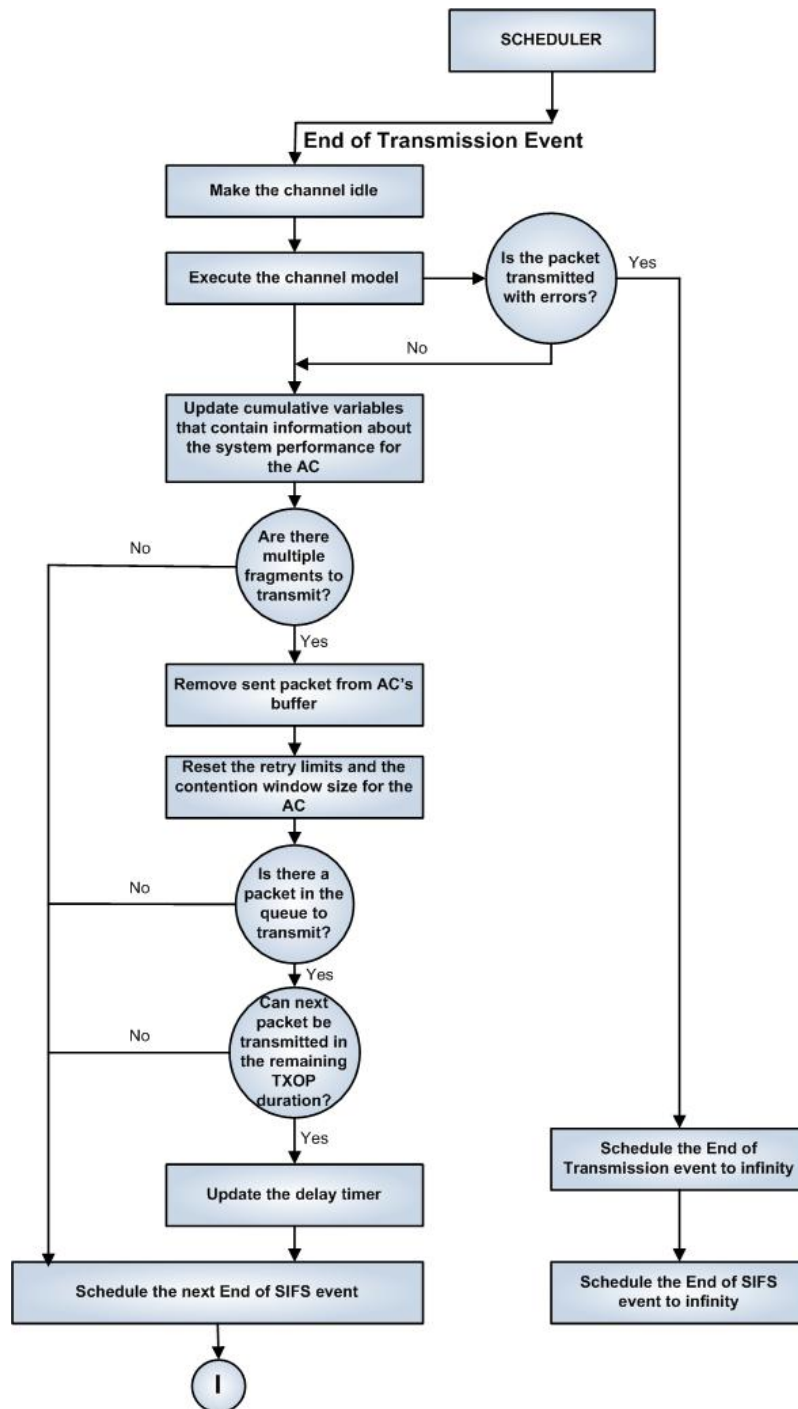 SCHEDULER
End of Transmission Event
Make the channel idle
Execute the channel model
Is the packet
transmitted
with errors?
Yes
No
Update cumulative variables
that contain information about
the system performance for
the AC
No
Are there
multiple
fragments to
transmit?
Yes
Remove sent packet from AC's
buffer
Reset the retry limits and the
contention window size for the
AC
No
Is there a
packet in the
queue to
transmit?
Yes
No
Can next
packet be
transmitted in
the remaining
TXOP
duration?
Yes
Update the delay timer
Schedule the next End of SIFS event
I
Schedule the End of
Transmission event to infinity
Schedule the End of SIFS
event to infinity